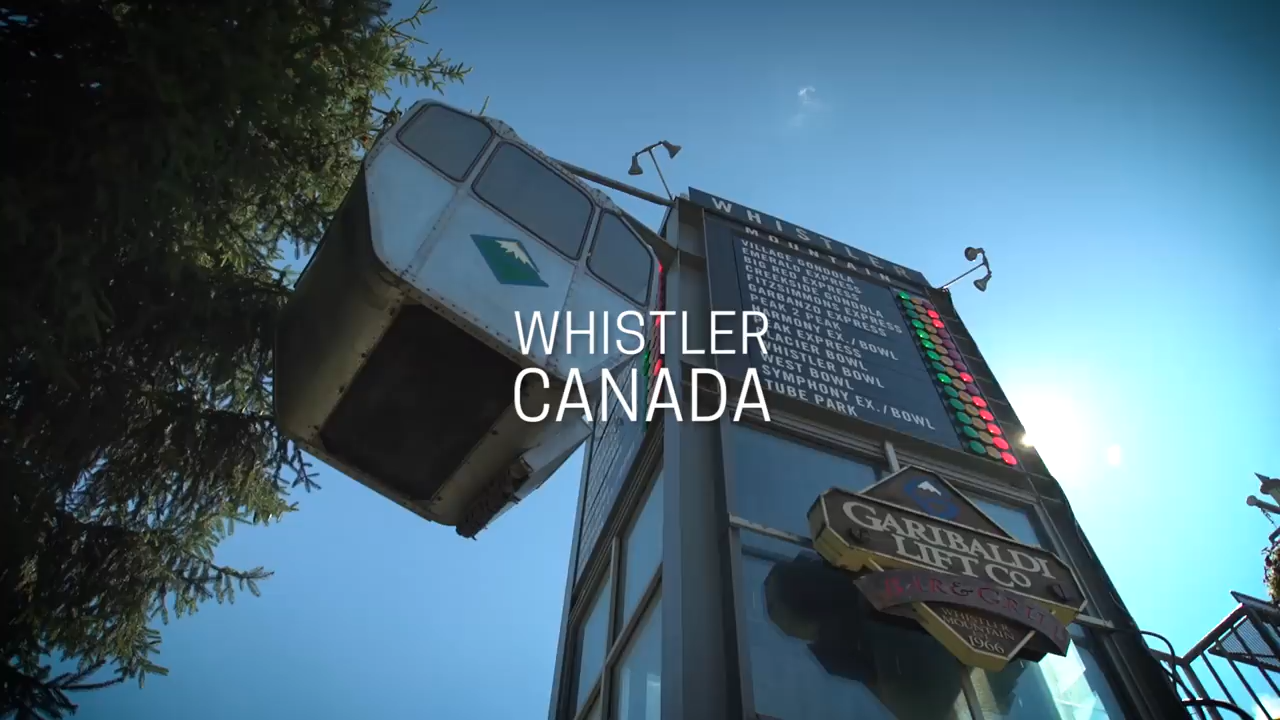 WHISTLER
CANADA
WHISTLER
MOUNTAIN
VILLAGE GONDOLA
EMERALD EXPRESS
BIG RED EXPRESS
CREEKSIDE GONDOLA
FITZSIMMONS EXPRESS
GARBANZO EXPRESS
PEAK
HARMONY EX./BOWL
PEAK EXPRESS
GLACIER BOWL
WHISTLER BOWL
WEST BOWL
SYMPHONY EX./BOWL
TUBE PARK
GARIBALDI
LIFT CO
BAR & GRILL
WHISTLER
MOUNTAIN
1966